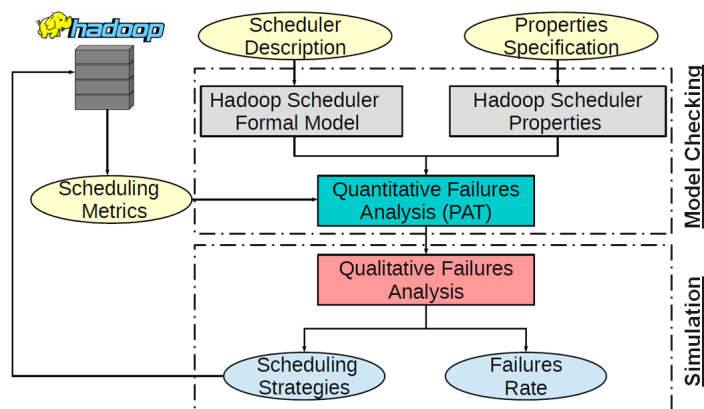 hadoop
Scheduler
Description
Properties
Specification
Hadoop Scheduler
Formal Model
Hadoop Scheduler
Properties
Model Checking
Scheduling
Metrics
Quantitative Failures
Analysis (PAT)
Qualitative Failures
Analysis
Simulation
Scheduling
Strategies
Failures
Rate